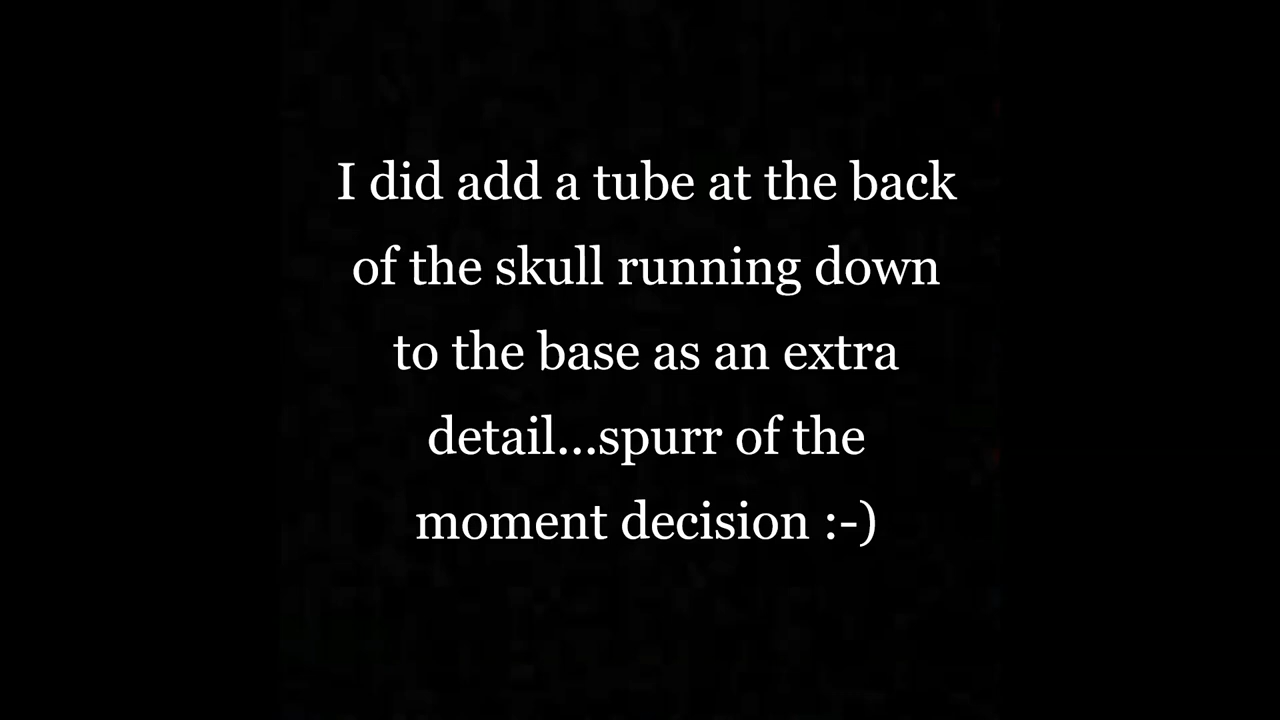 I did add a tube at the back
of the skull running down
to the base as an extra
detail...spurr of the
moment decision :-)